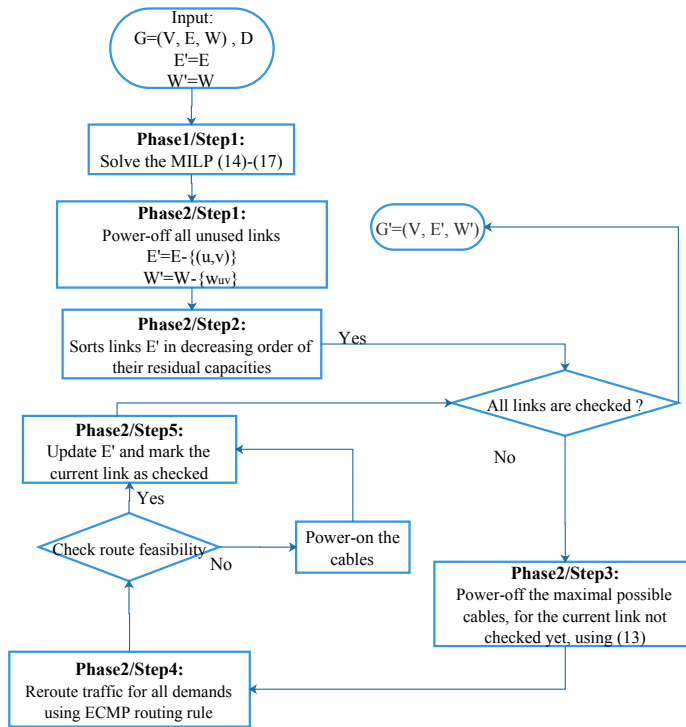 Input:
G=(V, E, W) , D
E'=E
W'=W
Phase1/Step1:
Solve the MILP (14)-(17)
Phase2/Step1:
Power-off all unused links
E'=E-{(u,v)}
W'=W-{wuv}
G'=(V, E', W')
Phase2/Step2:
Sorts links E' in decreasing order of
their residual capacities
Yes
All links are checked ?
Phase2/Step5:
Update E' and mark the
current link as checked
No
Yes
Check route feasibility
No
Power-on the
cables
Phase2/Step3:
Power-off the maximal possible
cables, for the current link not
checked yet, using (13)
Phase2/Step4:
Reroute traffic for all demands
using ECMP routing rule